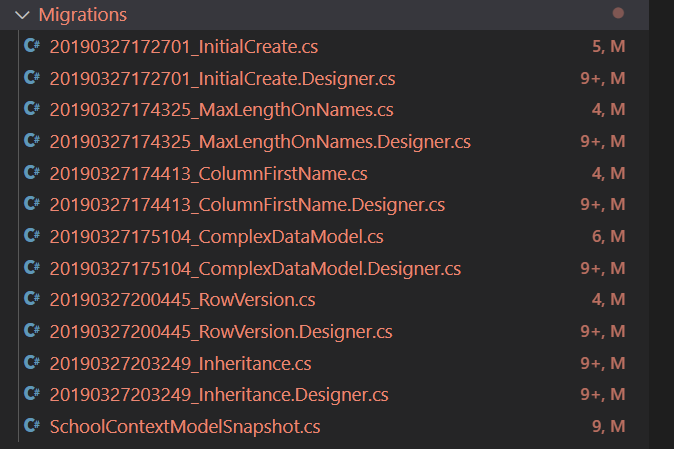 Migrations
C# 20190327172701_InitialCreate.cs 5, M
C# 20190327172701_InitialCreate.Designer.cs 9+, M
C# 20190327174325_MaxLengthOnNames.cs 4, M
C# 20190327174325_MaxLengthOnNames.Designer.cs 9+, M
C# 20190327174413_ColumnFirstName.cs 4, M
C# 20190327174413_ColumnFirstName.Designer.cs 9+, M
C# 20190327175104_ComplexDataModel.cs 6, M
C# 20190327175104_ComplexDataModel.Designer.cs 9+, M
C# 20190327200445_RowVersion.cs 4, M
C# 20190327200445_RowVersion.Designer.cs 9+, M
C# 20190327203249_Inheritance.cs 9+, M
C# 20190327203249_Inheritance.Designer.cs 9+, M
C# SchoolContextModelSnapshot.cs 9, M